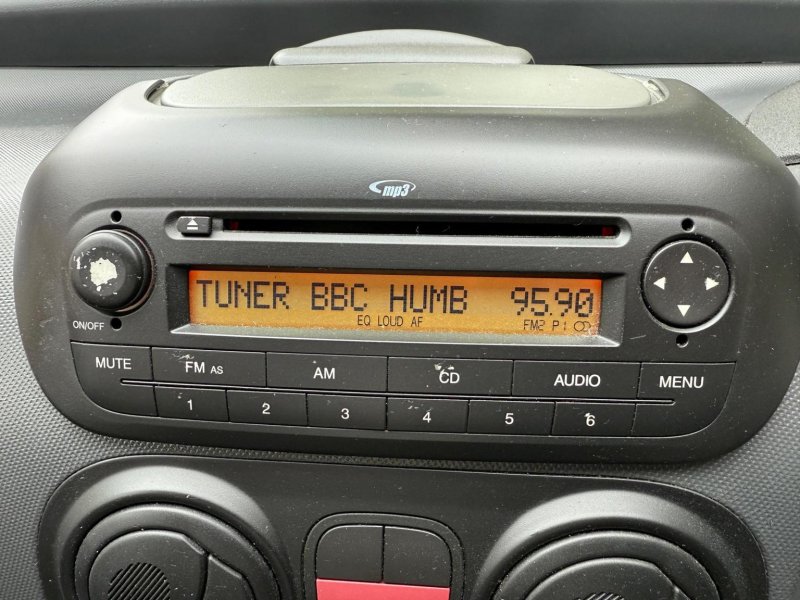 mp3
TUNER BBC HUMB 95.90
EQ LOUD AF FM2 P1
ON/OFF
MUTE FM AS AM CD AUDIO MENU
1 2 3 4 5 6